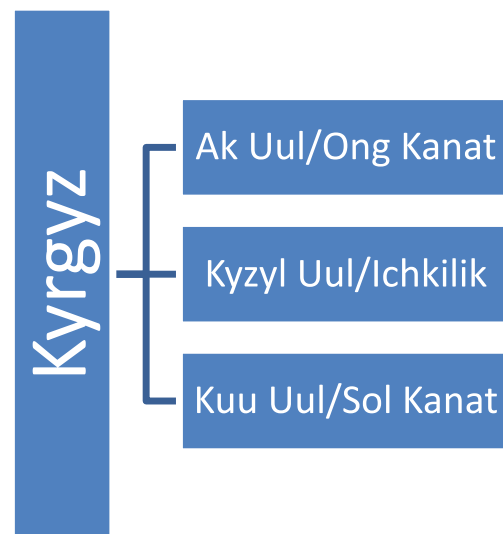 Kyrgyz
Ak Uul/Ong Kanat
Kyzyl Uul/Ichkilik
Kuu Uul/Sol Kanat